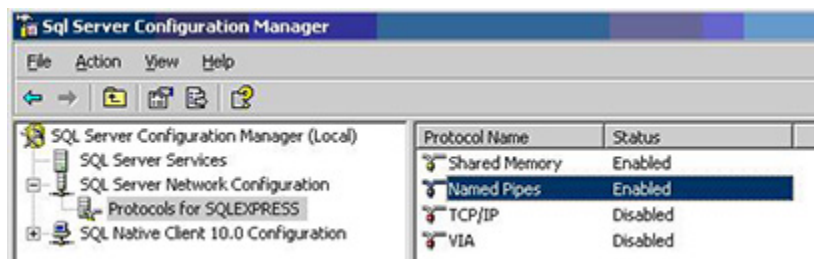 Sql Server Configuration Manager
File Action View Help
SQL Server Configuration Manager (Local)
SQL Server Services
SQL Server Network Configuration
Protocols for SQLEXPRESS
SQL Native Client 10.0 Configuration
Protocol Name Status
Shared Memory Enabled
Named Pipes Enabled
TCP/IP Disabled
VIA Disabled